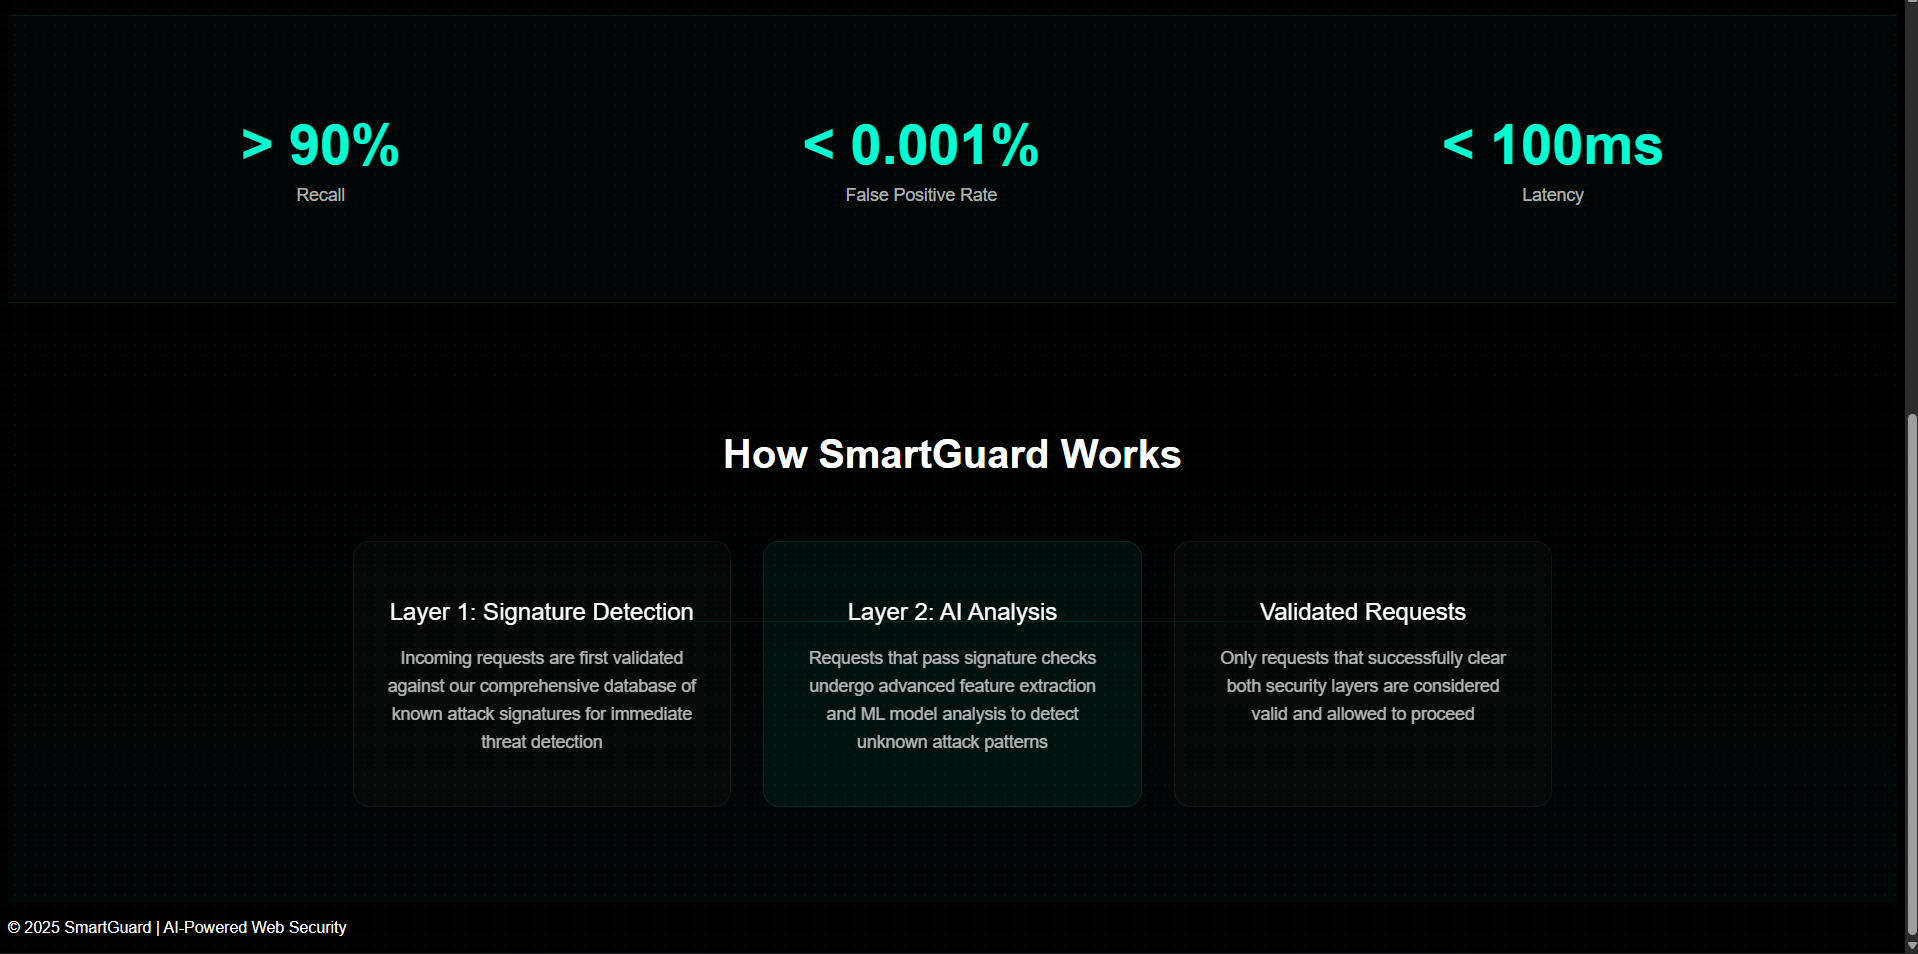 > 90%
Recall
< 0.001%
False Positive Rate
< 100ms
Latency
How SmartGuard Works
Layer 1: Signature Detection
Incoming requests are first validated
against our comprehensive database of
known attack signatures for immediate
threat detection
Layer 2: AI Analysis
Requests that pass signature checks
undergo advanced feature extraction
and ML model analysis to detect
unknown attack patterns
Validated Requests
Only requests that successfully clear
both security layers are considered
valid and allowed to proceed
© 2025 SmartGuard | AI-Powered Web Security